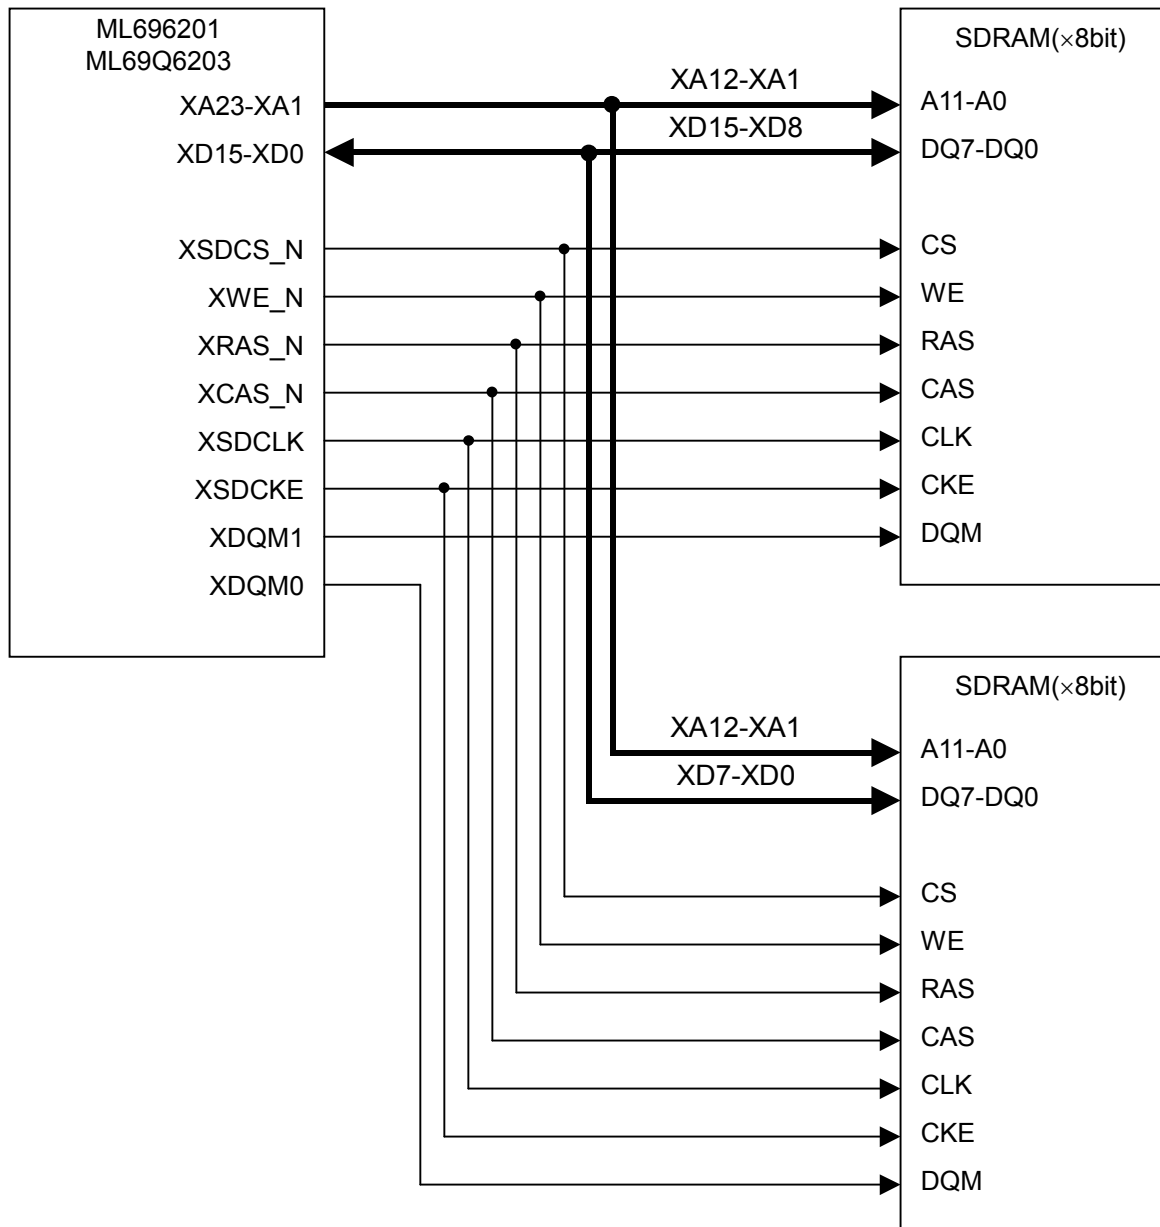 ML696201
ML69Q6203
XA23-XA1
XD15-XD0
XSDCS_N
XWE_N
XRAS_N
XCAS_N
XSDCLK
XSDCKE
XDQM1
XDQM0
XA12-XA1
XD15-XD8
SDRAM(×8bit)
A11-A0
DQ7-DQ0
CS
WE
RAS
CAS
CLK
CKE
DQM
XA12-XA1
XD7-XD0
SDRAM(×8bit)
A11-A0
DQ7-DQ0
CS
WE
RAS
CAS
CLK
CKE
DQM